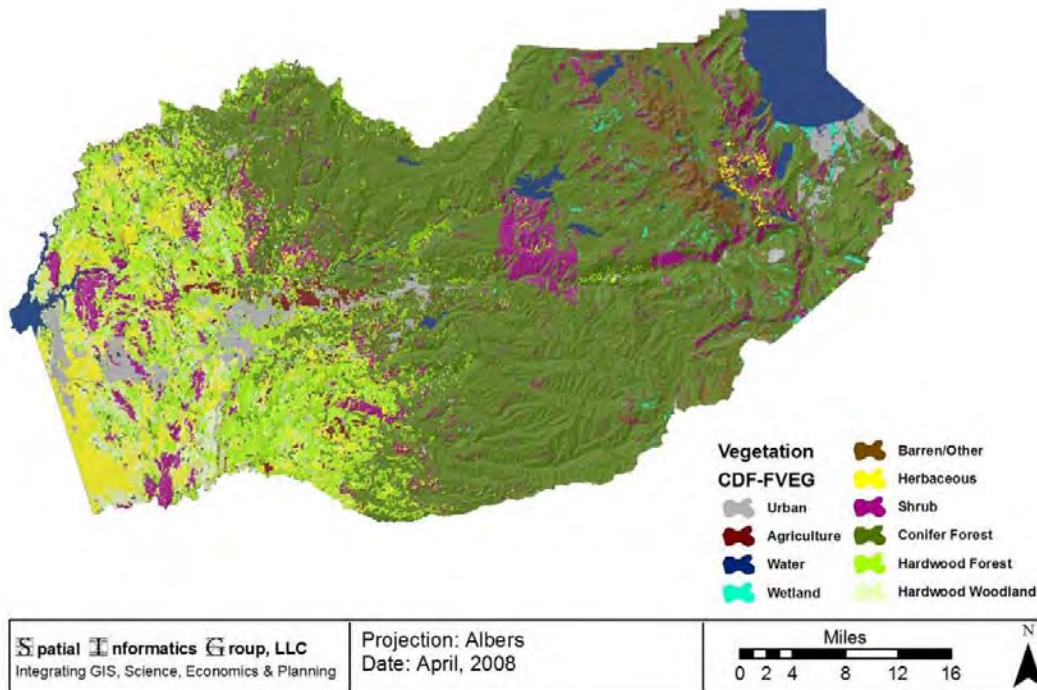 Vegetation
CDF-FVEG
Urban
Agriculture
Water
Wetland
Barren/Other
Herbaceous
Shrub
Conifer Forest
Hardwood Forest
Hardwood Woodland
Spatial Informatics Group, LLC
Integrating GIS, Science, Economics & Planning
Projection: Albers
Date: April, 2008
Miles
0 2 4 8 12 16
N